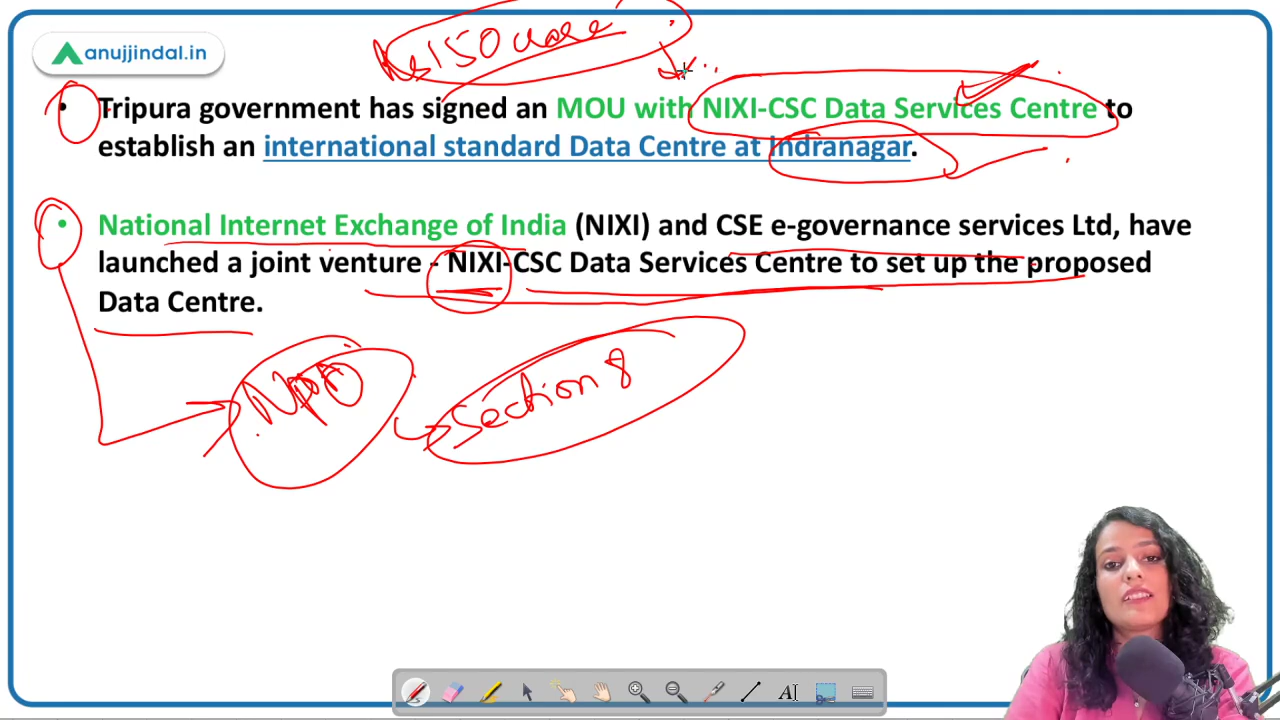 Rs 150 crore
anujjindal.in
• Tripura government has signed an MOU with NIXI-CSC Data Services Centre to
establish an international standard Data Centre at Indranagar.
• National Internet Exchange of India (NIXI) and CSE e-governance services Ltd, have
launched a joint venture - NIXI-CSC Data Services Centre to set up the proposed
Data Centre.
Section 8
AI